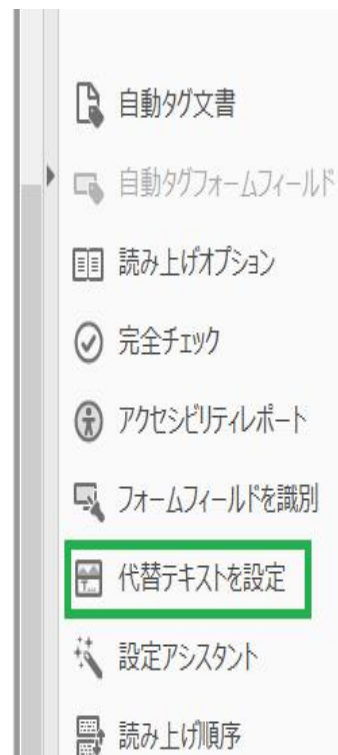 自動タグ文書
自動タグフォームフィールド
読み上げオプション
完全チェック
アクセシビリティレポート
フォームフィールドを識別
代替テキストを設定
設定アシスタント
読み上げ順序